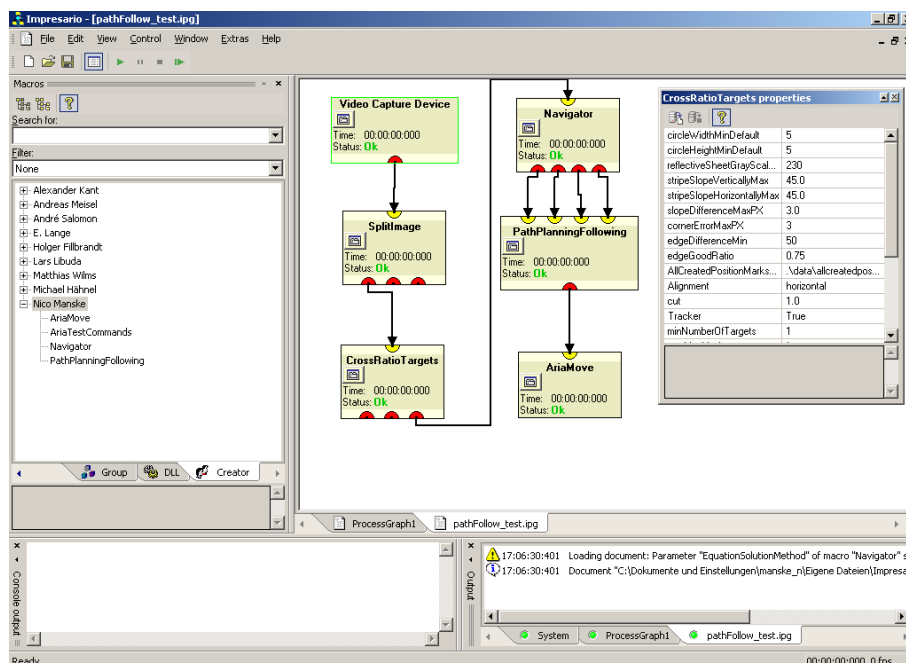 Impresario - [pathFollow_test.ipg]
File Edit View Control Window Extras Help
Macros
Search for:
Filter:
None
Alexander Kant
Andreas Meisel
André Salomon
E. Lange
Holger Fillbrandt
Lars Libuda
Matthias Wilms
Michael Hähnel
Nico Manske
AriaMove
AriaTestCommands
Navigator
PathPlanningFollowing
Group DLL Creator
Video Capture Device
Time: 00:00:00:000
Status: Ok
SplitImage
Time: 00:00:00:000
Status: Ok
CrossRatioTargets
Time: 00:00:00:000
Status: Ok
Navigator
Time: 00:00:00:000
Status: Ok
PathPlanningFollowing
Time: 00:00:00:000
Status: Ok
AriaMove
Time: 00:00:00:000
Status: Ok
CrossRatioTargets properties
circleWidthMinDefault 5
circleHeightMinDefault 5
reflectiveSheetGrayScal... 230
stripeSlopeVerticallyMax 45.0
stripeSlopeHorizontallyMax 45.0
slopeDifferenceMaxPX 3.0
cornerErrorMaxPX 3
edgeDifferenceMin 50
edgeGoodRatio 0.75
AllCreatedPositionMarks... .\data\allcreatedpos...
Alignment horizontal
cut 1.0
Tracker True
minNumberOfTargets 1
ProcessGraph1 pathFollow_test.ipg
Console output
Output
17:06:30:401 Loading document: Parameter "EquationSolutionMethod" of macro "Navigator" s
17:06:30:401 Document "C:\Dokumente und Einstellungen\manske_n\Eigene Dateien\Impresa
System ProcessGraph1 pathFollow_test.ipg
Ready
00:00:00:000 0 fps